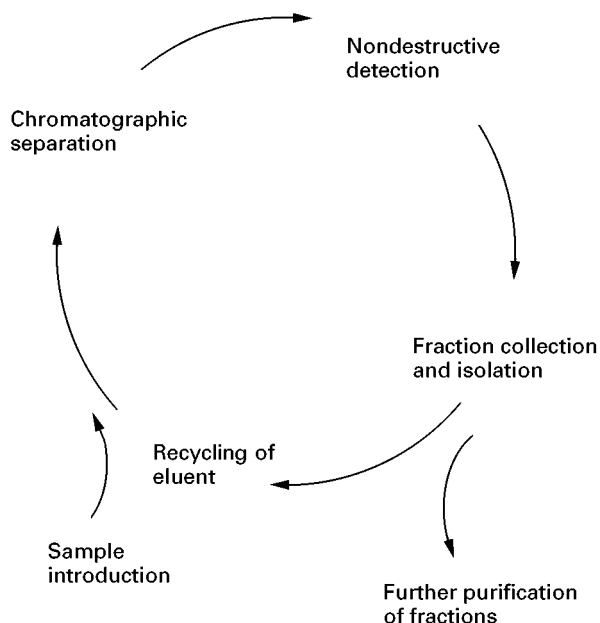 Nondestructive
detection
Chromatographic
separation
Fraction collection
and isolation
Recycling of
eluent
Sample
introduction
Further purification
of fractions